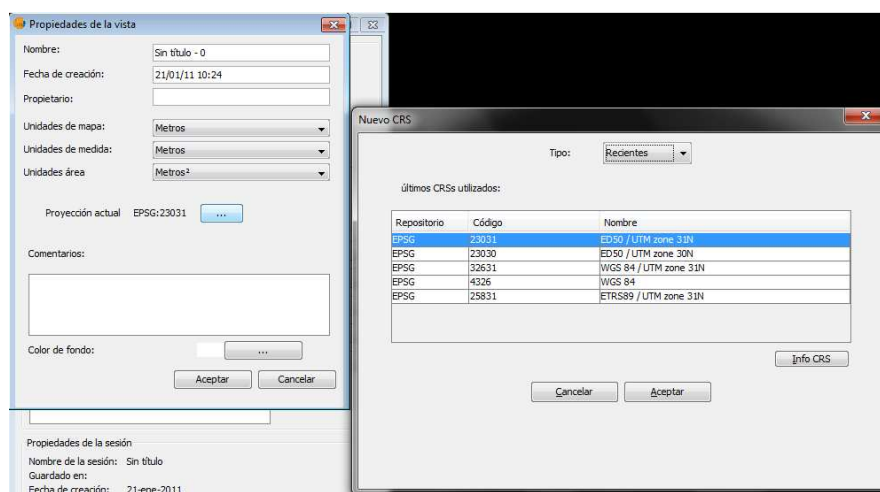 Propiedades de la vista
Nombre: Sin título - 0
Fecha de creación: 21/01/11 10:24
Propietario:
Unidades de mapa: Metros
Unidades de medida: Metros
Unidades área Metros²
Proyección actual EPSG:23031 ...
Comentarios:
Color de fondo: ...
Aceptar Cancelar
Propiedades de la sesión
Nombre de la sesión: Sin título
Guardado en:
Fecha de creación: 21-ene-2011
Nuevo CRS
Tipo: Recientes
últimos CRSs utilizados:
Repositorio Código Nombre
EPSG 23031 ED50 / UTM zone 31N
EPSG 23030 ED50 / UTM zone 30N
EPSG 32631 WGS 84 / UTM zone 31N
EPSG 4326 WGS 84
EPSG 25831 ETRS89 / UTM zone 31N
Info CRS
Cancelar Aceptar